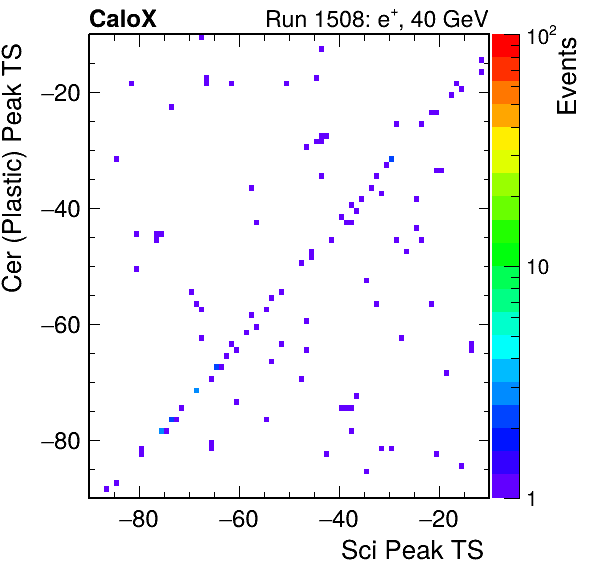 CaloX Run 1508: e⁺, 40 GeV
Cer (Plastic) Peak TS
−20
−40
−60
−80
−80 −60 −40 −20
Sci Peak TS
10²
10
1
Events